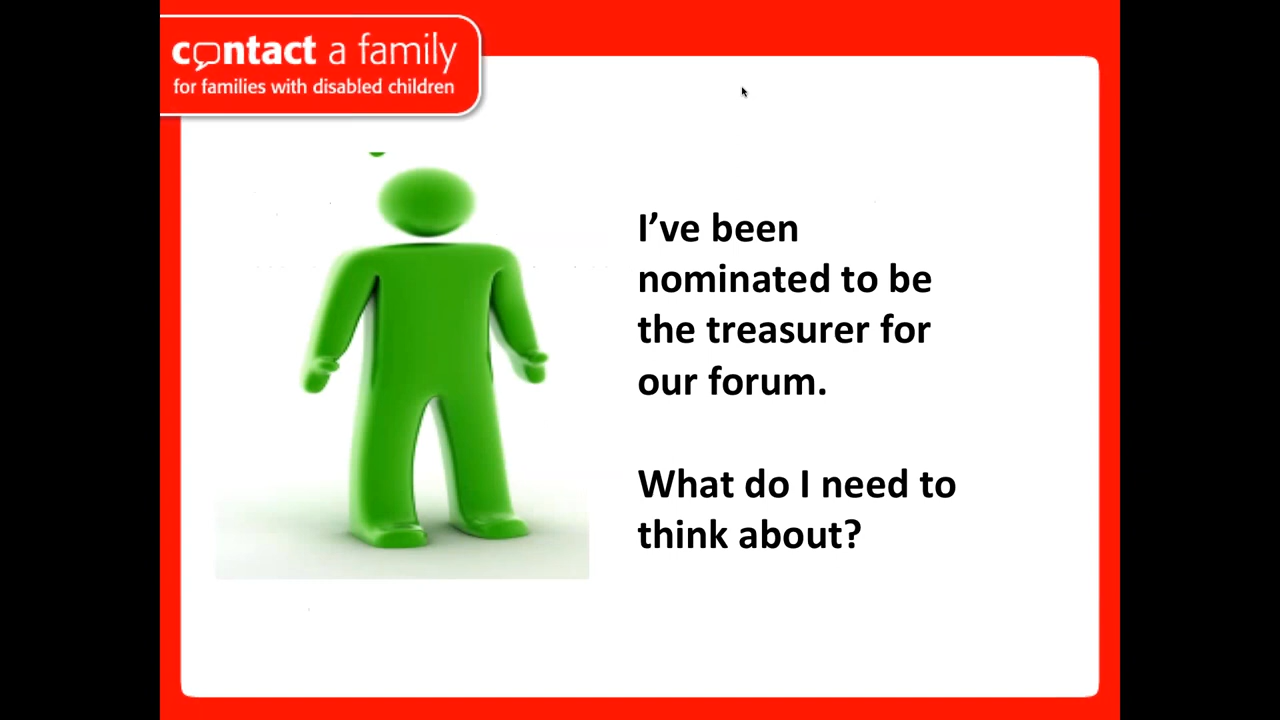 contact a family
for families with disabled children
I’ve been
nominated to be
the treasurer for
our forum.
What do I need to
think about?